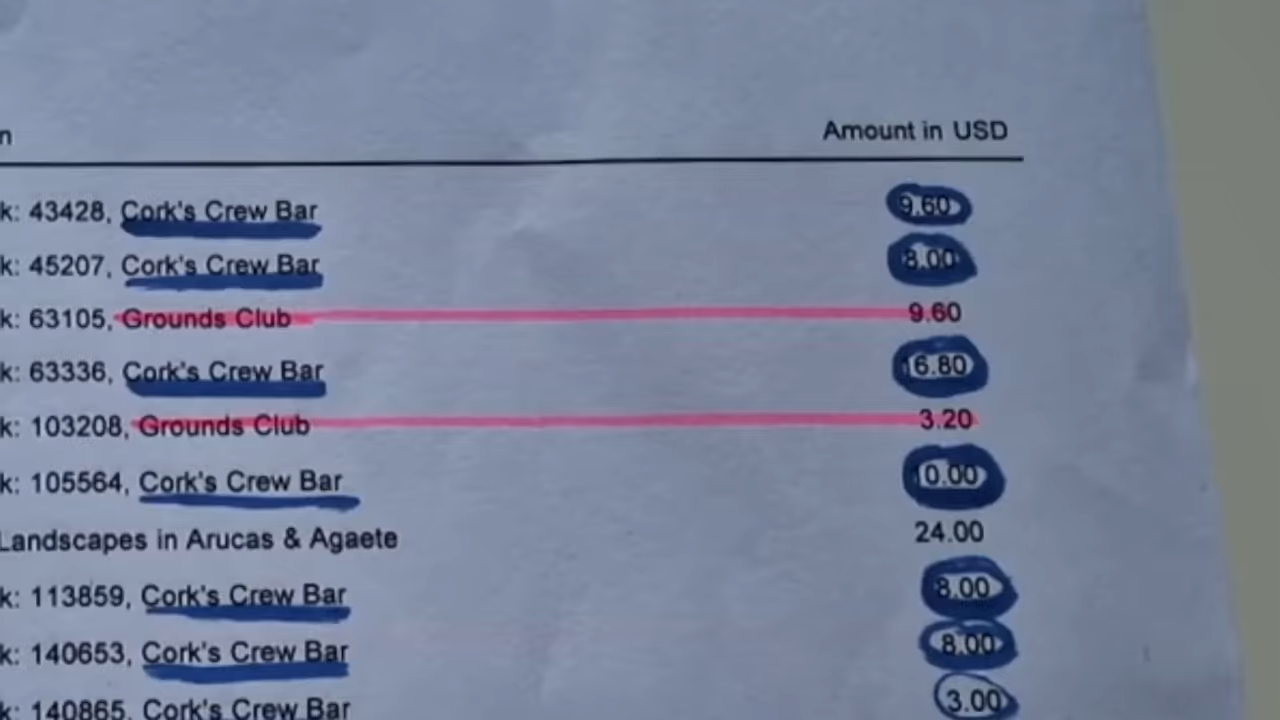 n Amount in USD
k: 43428, Cork's Crew Bar 9.60
k: 45207, Cork's Crew Bar 8.00
k: 63105, Grounds Club 9.60
k: 63336, Cork's Crew Bar 16.80
k: 103208, Grounds Club 3.20
k: 105564, Cork's Crew Bar 10.00
Landscapes in Arucas & Agaete 24.00
k: 113859, Cork's Crew Bar 8.00
k: 140653, Cork's Crew Bar 8.00
k: 140865, Cork's Crew Bar 3.00